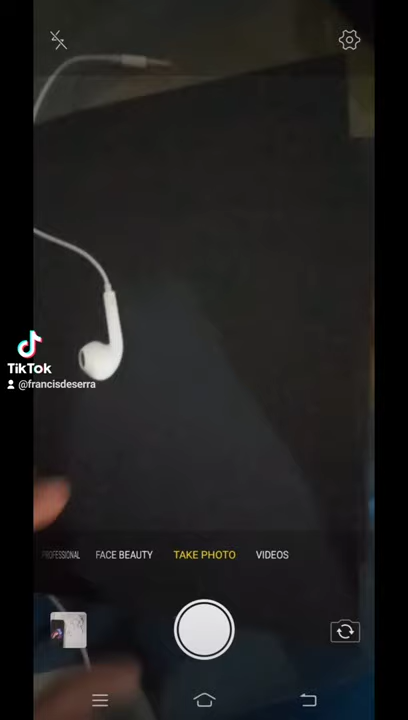 TikTok
@francisdeserra
PROFESSIONAL
FACE BEAUTY
TAKE PHOTO
VIDEOS